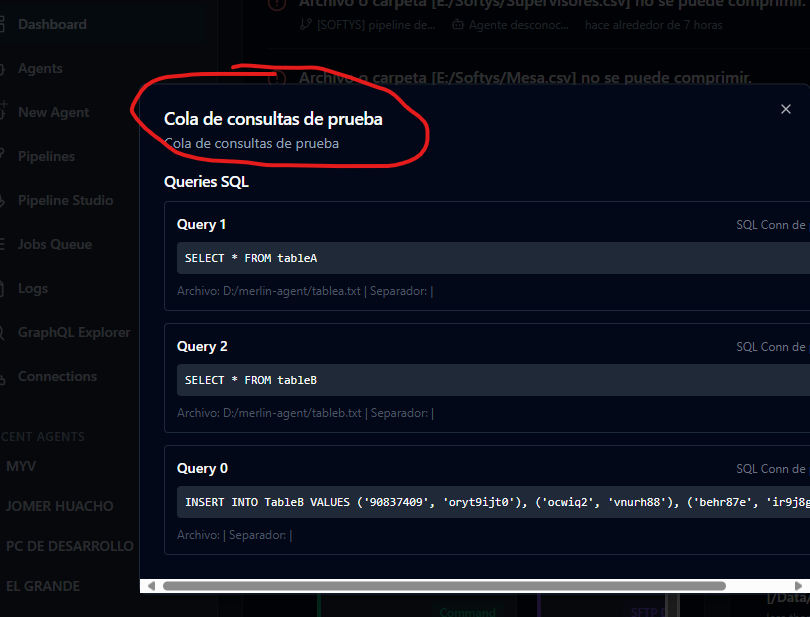 Archivo o carpeta [E:/Softys/Supervisores.csv] no se puede comprimir.
[SOFTYS] pipeline de... Agente desconoc... hace alrededor de 7 horas
Archivo o carpeta [E:/Softys/Mesa.csv] no se puede comprimir.
Dashboard
Agents
New Agent
Pipelines
Pipeline Studio
Jobs Queue
Logs
GraphQL Explorer
Connections
CENT AGENTS
MYV
JOMER HUACHO
PC DE DESARROLLO
EL GRANDE
Cola de consultas de prueba
Cola de consultas de prueba
Queries SQL
Query 1 SQL Conn de
SELECT * FROM tableA
Archivo: D:/merlin-agent/tablea.txt | Separador: |
Query 2 SQL Conn de
SELECT * FROM tableB
Archivo: D:/merlin-agent/tableb.txt | Separador: |
Query 0 SQL Conn de
INSERT INTO TableB VALUES ('90837409', 'oryt9ijt0'), ('ocwiq2', 'vnurh88'), ('behr87e', 'ir9j8g
Archivo: | Separador: |
Command
SFTP D
[/Data/